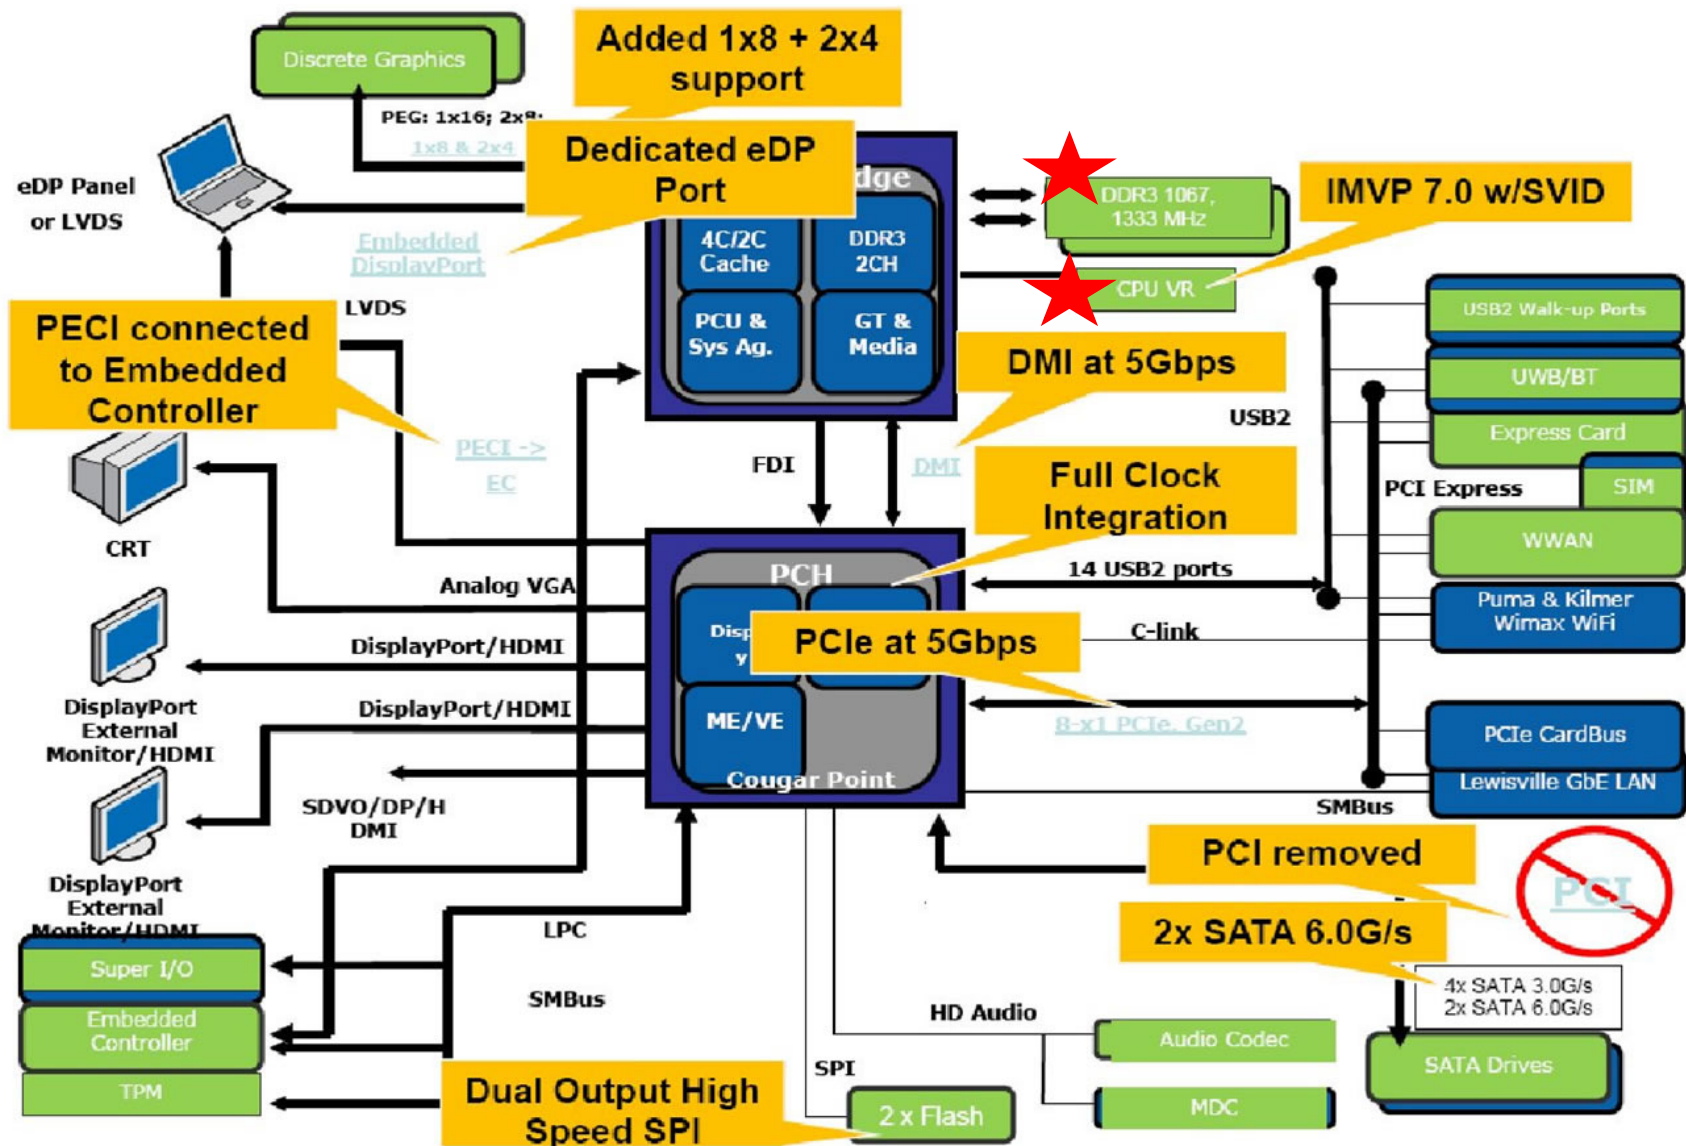 Discrete Graphics
Added 1x8 + 2x4
support
PEG: 1x16; 2x8;
1x8 & 2x4
Dedicated eDP
Port
eDP Panel
or LVDS
Embedded
DisplayPort
4C/2C
Cache
DDR3
2CH
PCU &
Sys Ag.
GT &
Media
DDR3 1067,
1333 MHz
IMVP 7.0 w/SVID
CPU VR
LVDS
PECI connected
to Embedded
Controller
DMI at 5Gbps
USB2 Walk-up Ports
UWB/BT
USB2
Express Card
PECI ->
EC
FDI
DMI
Full Clock
Integration
PCI Express
SIM
WWAN
CRT
PCH
14 USB2 ports
Analog VGA
Puma & Kilmer
Wimax WiFi
C-link
PCIe at 5Gbps
DisplayPort/HDMI
DisplayPort
External
Monitor/HDMI
DisplayPort/HDMI
ME/VE
8-x1 PCIe. Gen2
PCIe CardBus
Cougar Point
Lewisville GbE LAN
SMBus
SDVO/DP/H
DMI
PCI removed
PCI
DisplayPort
External
Monitor/HDMI
LPC
2x SATA 6.0G/s
Super I/O
SMBus
4x SATA 3.0G/s
2x SATA 6.0G/s
Embedded
Controller
HD Audio
Audio Codec
SATA Drives
TPM
SPI
Dual Output High
Speed SPI
2 x Flash
MDC